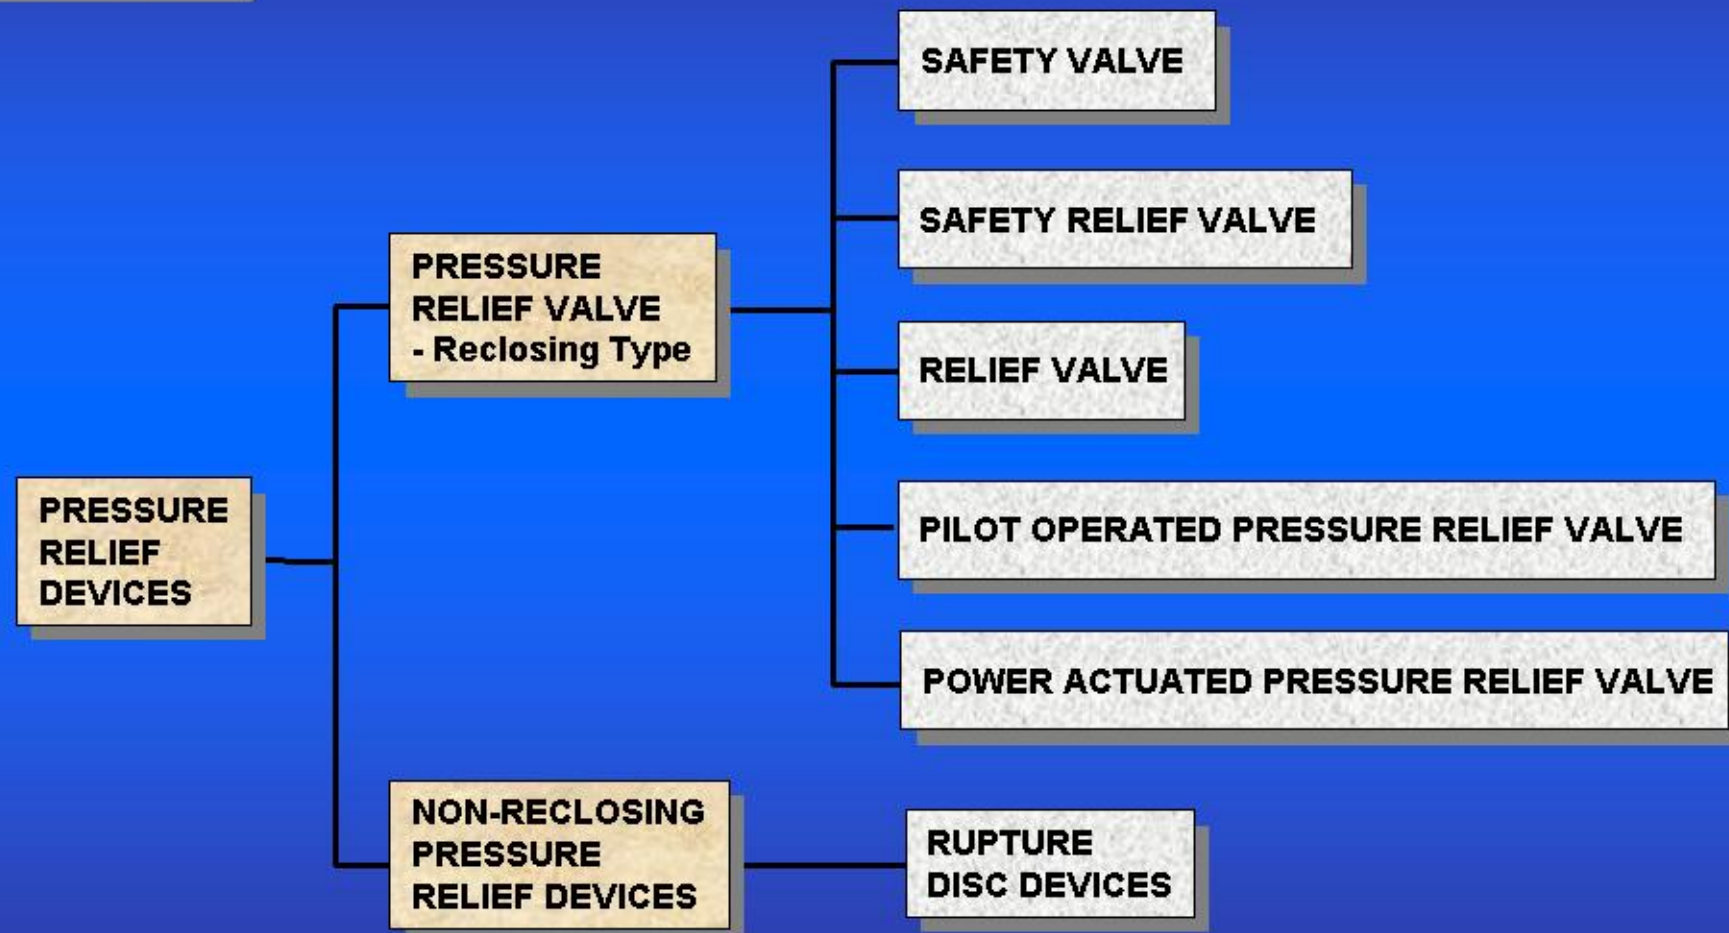 SAFETY VALVE
SAFETY RELIEF VALVE
PRESSURE
RELIEF VALVE
- Reclosing Type
RELIEF VALVE
PRESSURE
RELIEF
DEVICES
PILOT OPERATED PRESSURE RELIEF VALVE
POWER ACTUATED PRESSURE RELIEF VALVE
NON-RECLOSING
PRESSURE
RELIEF DEVICES
RUPTURE
DISC DEVICES